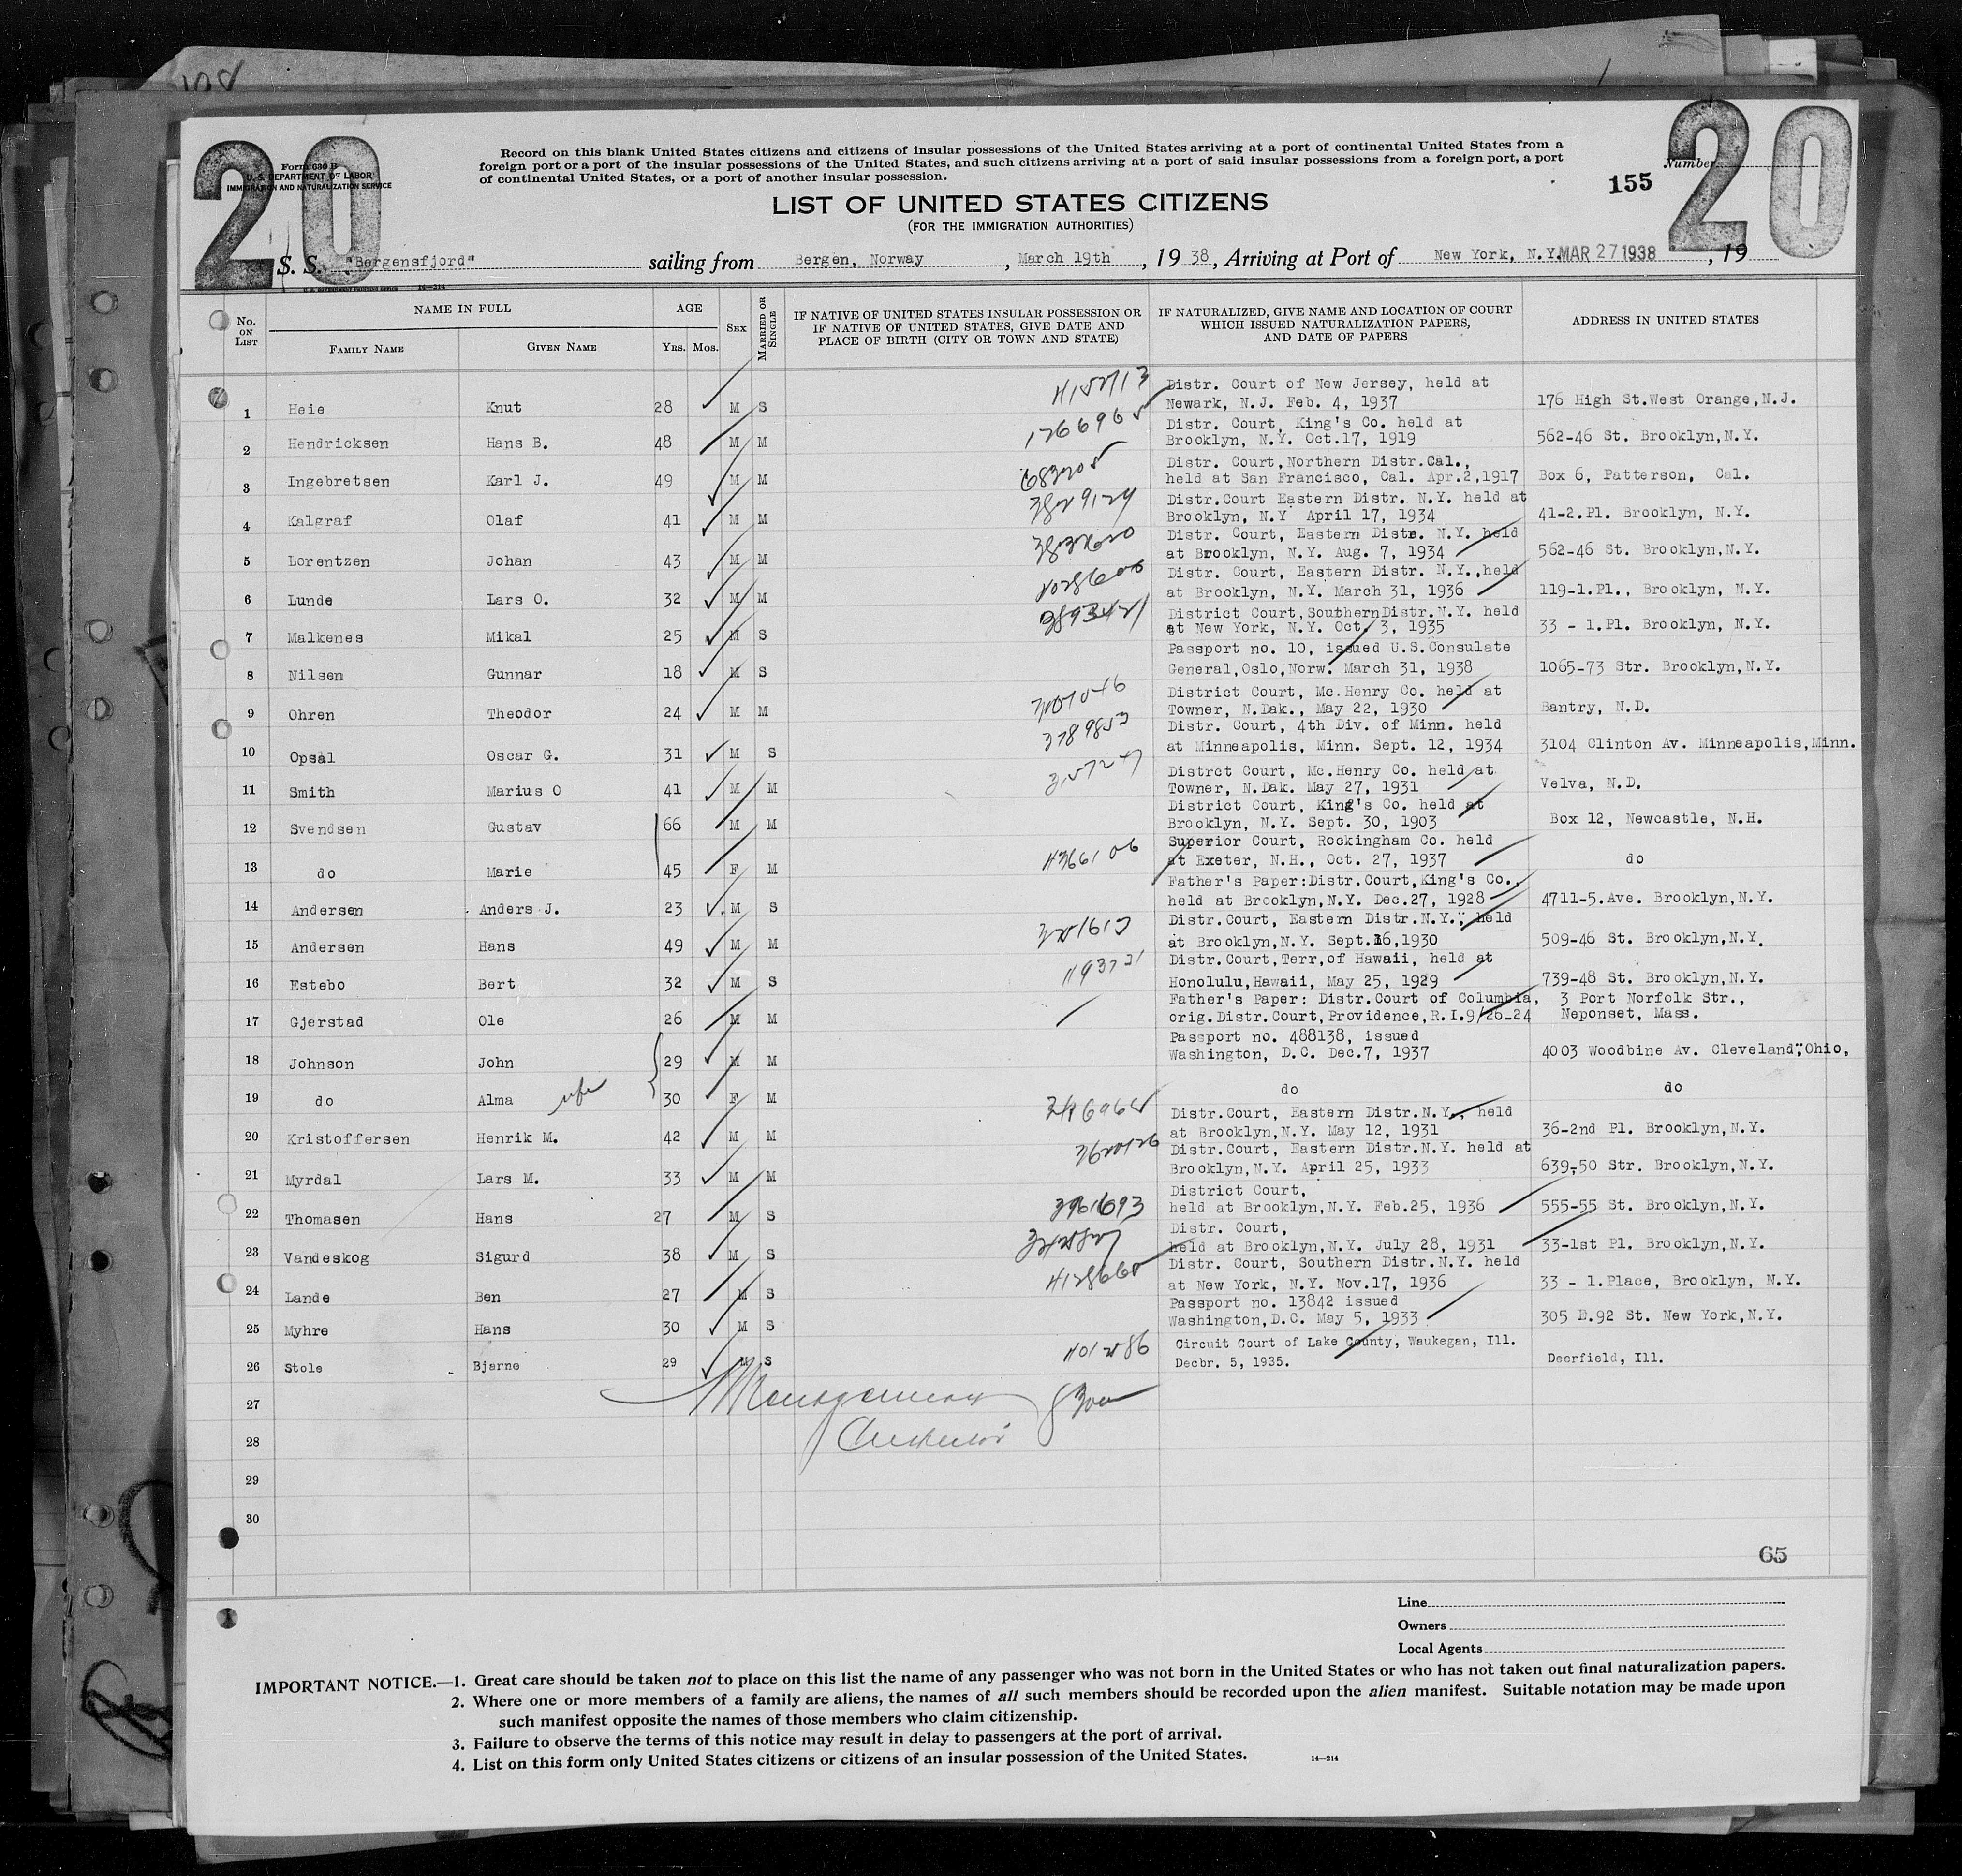 20
20
Form 630 B
U. S. DEPARTMENT OF LABOR
IMMIGRATION AND NATURALIZATION SERVICE
Record on this blank United States citizens and citizens of insular possessions of the United States arriving at a port of continental United States from a
foreign port or a port of the insular possessions of the United States, and such citizens arriving at a port of said insular possessions from a foreign port, a port
of continental United States, or a port of another insular possession.
Number
155
LIST OF UNITED STATES CITIZENS
(FOR THE IMMIGRATION AUTHORITIES)
S. S. "Bergensfjord" sailing from Bergen, Norway, March 19th, 1938, Arriving at Port of New York, N.Y. MAR 27 1938, 19
No. ON LIST NAME IN FULL FAMILY NAME GIVEN NAME AGE YRS. MOS. SEX MARRIED OR SINGLE
IF NATIVE OF UNITED STATES INSULAR POSSESSION OR
IF NATIVE OF UNITED STATES, GIVE DATE AND
PLACE OF BIRTH (CITY OR TOWN AND STATE)
IF NATURALIZED, GIVE NAME AND LOCATION OF COURT
WHICH ISSUED NATURALIZATION PAPERS,
AND DATE OF PAPERS
ADDRESS IN UNITED STATES
Distr. Court of New Jersey, held at
1 Heie Knut 28 M S Newark, N.J. Feb. 4, 1937 176 High St.West Orange,N.J.
Distr. Court, King's Co. held at
2 Hendricksen Hans B. 48 M M Brooklyn, N.Y. Oct.17, 1919 562-46 St. Brooklyn,N.Y.
Distr. Court,Northern Distr.Cal.,
3 Ingebretsen Karl J. 49 M M held at San Francisco, Cal. Apr.2,1917 Box 6, Patterson, Cal.
Distr.Court Eastern Distr. N.Y. held at
4 Kalgraf Olaf 41 M M Brooklyn, N.Y April 17, 1934 41-2.Pl. Brooklyn, N.Y.
Distr. Court, Eastern Distr. N.Y. held
5 Lorentzen Johan 43 M M at Brooklyn, N.Y. Aug. 7, 1934 562-46 St. Brooklyn,N.Y.
Distr. Court, Eastern Distr. N.Y.,held
6 Lunde Lars O. 32 M M at Brooklyn, N.Y. March 31, 1936 119-1.Pl., Brooklyn, N.Y.
District Court,SouthernDistr.N.Y. held
7 Malkenes Mikal 25 M S at New York, N.Y. Oct. 3, 1935 33 - 1.Pl. Brooklyn, N.Y.
Passport no. 10, issued U.S.Consulate
8 Nilsen Gunnar 18 M S General,Oslo,Norw. March 31, 1938 1065-73 Str. Brooklyn,N.Y.
District Court, Mc.Henry Co. held at
9 Ohren Theodor 24 M M Towner, N.Dak., May 22, 1930 Bantry, N.D.
3789853 Distr. Court, 4th Div. of Minn. held
10 Opsal Oscar G. 31 M S at Minneapolis, Minn. Sept. 12, 1934 3104 Clinton Av. Minneapolis,Minn.
Distrct Court, Mc.Henry Co. held at
11 Smith Marius O 41 M M Towner, N.Dak. May 27, 1931 Velva, N.D.
District Court, King's Co. held at
12 Svendsen Gustav 66 M M Brooklyn, N.Y. Sept. 30, 1903 Box 12, Newcastle, N.H.
Superior Court, Rockingham Co. held
13 do Marie 45 F M 4366106 at Exeter, N.H., Oct. 27, 1937 do
Father's Paper:Distr.Court,King's Co.,
14 Andersen Anders J. 23 M S held at Brooklyn,N.Y. Dec.27, 1928 4711-5.Ave. Brooklyn,N.Y.
Distr.Court, Eastern Distr.N.Y. held
15 Andersen Hans 49 M M at Brooklyn,N.Y. Sept.16,1930 509-46 St. Brooklyn,N.Y.
Distr.Court,Terr,of Hawaii, held at
16 Estebo Bert 32 M S Honolulu,Hawaii, May 25, 1929 739-48 St. Brooklyn,N.Y.
Father's Paper: Distr.Court of Columbia, 3 Port Norfolk Str.,
17 Gjerstad Ole 26 M M orig.Distr.Court,Providence,R.I.9/26-24 Neponset, Mass.
Passport no. 488138, issued
18 Johnson John 29 M M Washington, D.C. Dec.7, 1937 4003 Woodbine Av. Cleveland, Ohio,
19 do Alma wife 30 F M do do
Distr.Court, Eastern Distr.N.Y., held
20 Kristoffersen Henrik M. 42 M M at Brooklyn,N.Y. May 12, 1931 36-2nd Pl. Brooklyn,N.Y.
Distr.Court, Eastern Distr.N.Y. held at
21 Myrdal Lars M. 33 M M Brooklyn,N.Y. April 25, 1933 639-50 Str. Brooklyn,N.Y.
District Court,
22 Thomasen Hans 27 M S 3961693 held at Brooklyn,N.Y. Feb.25, 1936 555-55 St. Brooklyn,N.Y.
Distr. Court,
23 Vandeskog Sigurd 38 M S held at Brooklyn,N.Y. July 28, 1931 33-1st Pl. Brooklyn,N.Y.
Distr. Court, Southern Distr.N.Y. held
24 Lande Ben 27 M S at New York, N.Y. Nov.17, 1936 33 - 1.Place, Brooklyn, N.Y.
Passport no. 13842 issued
25 Myhre Hans 30 M S Washington,D.C. May 5, 1933 305 E.92 St. New York,N.Y.
Circuit Court of Lake County, Waukegan, Ill.
26 Stole Bjarne 29 M S Decbr. 5, 1935. Deerfield, Ill.
27 Montgomery
28
29
30
65
Line
Owners
Local Agents
IMPORTANT NOTICE.—1. Great care should be taken not to place on this list the name of any passenger who was not born in the United States or who has not taken out final naturalization papers.
2. Where one or more members of a family are aliens, the names of all such members should be recorded upon the alien manifest. Suitable notation may be made upon
such manifest opposite the names of those members who claim citizenship.
3. Failure to observe the terms of this notice may result in delay to passengers at the port of arrival.
4. List on this form only United States citizens or citizens of an insular possession of the United States. 14—214